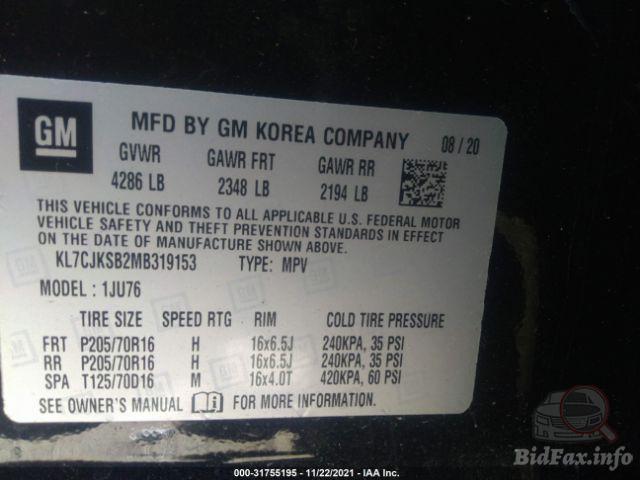 GM
MFD BY GM KOREA COMPANY 08 / 20
GVWR GAWR FRT GAWR RR
4286 LB 2348 LB 2194 LB
THIS VEHICLE CONFORMS TO ALL APPLICABLE U.S. FEDERAL MOTOR
VEHICLE SAFETY AND THEFT PREVENTION STANDARDS IN EFFECT
ON THE DATE OF MANUFACTURE SHOWN ABOVE.
KL7CJKSB2MB319153 TYPE: MPV
MODEL : 1JU76
TIRE SIZE SPEED RTG RIM COLD TIRE PRESSURE
FRT P205/70R16 H 16x6.5J 240KPA, 35 PSI
RR P205/70R16 H 16x6.5J 240KPA, 35 PSI
SPA T125/70D16 M 16x4.0T 420KPA, 60 PSI
SEE OWNER'S MANUAL FOR MORE INFORMATION.
BidFax.info
000-31755195 - 11/22/2021 - IAA Inc.